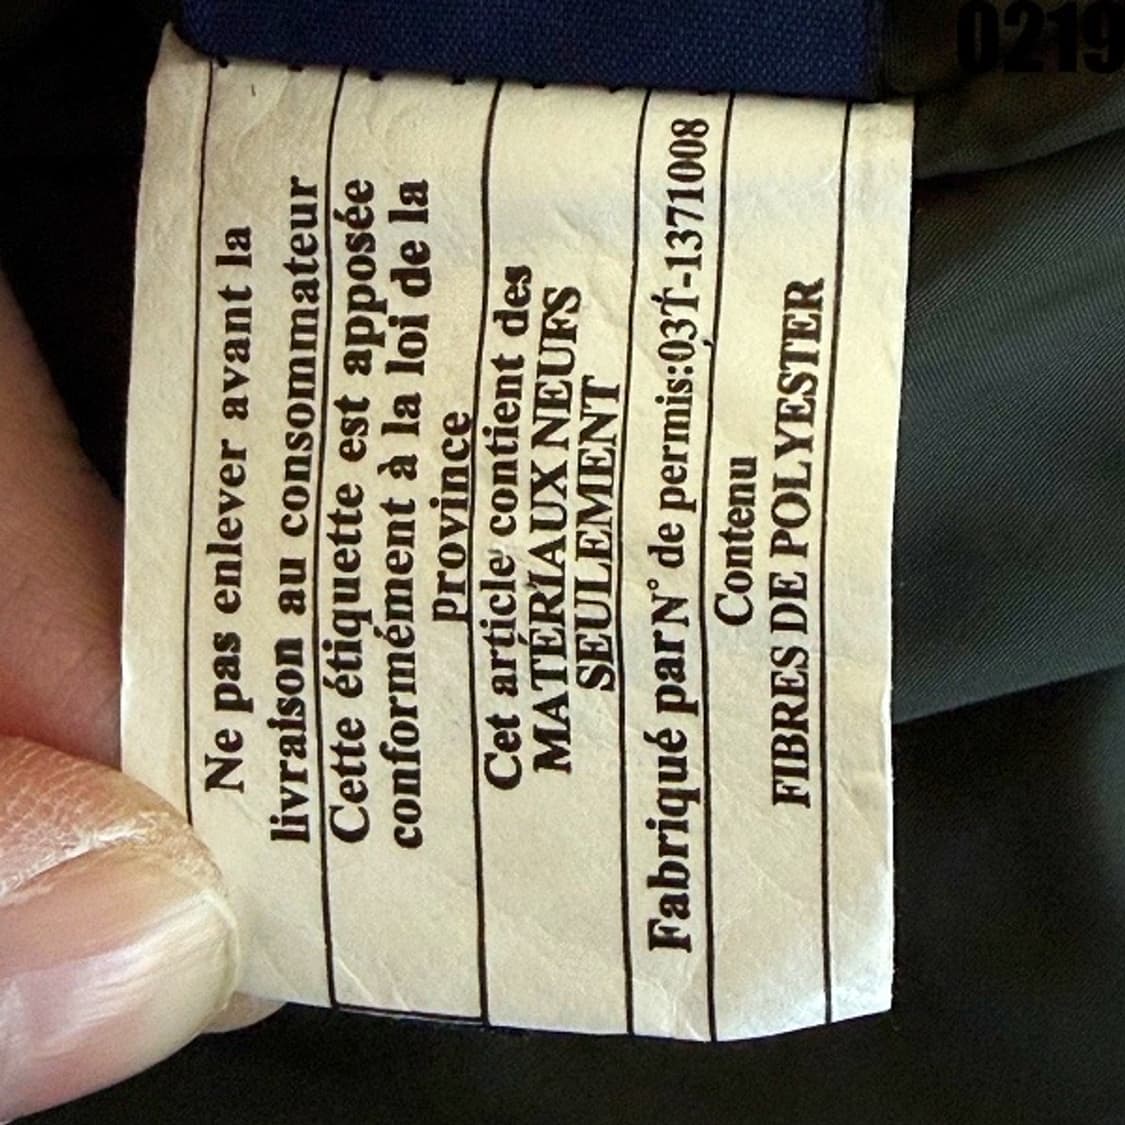 0219
Ne pas enlever avant la
livraison au consommateur
Cette étiquette est apposée
conformément à la loi de la
province
Cet article contient des
MATÉRIAUX NEUFS
SEULEMENT
Fabriqué par N° de permis:03T-1371008
Contenu
FIBRES DE POLYESTER